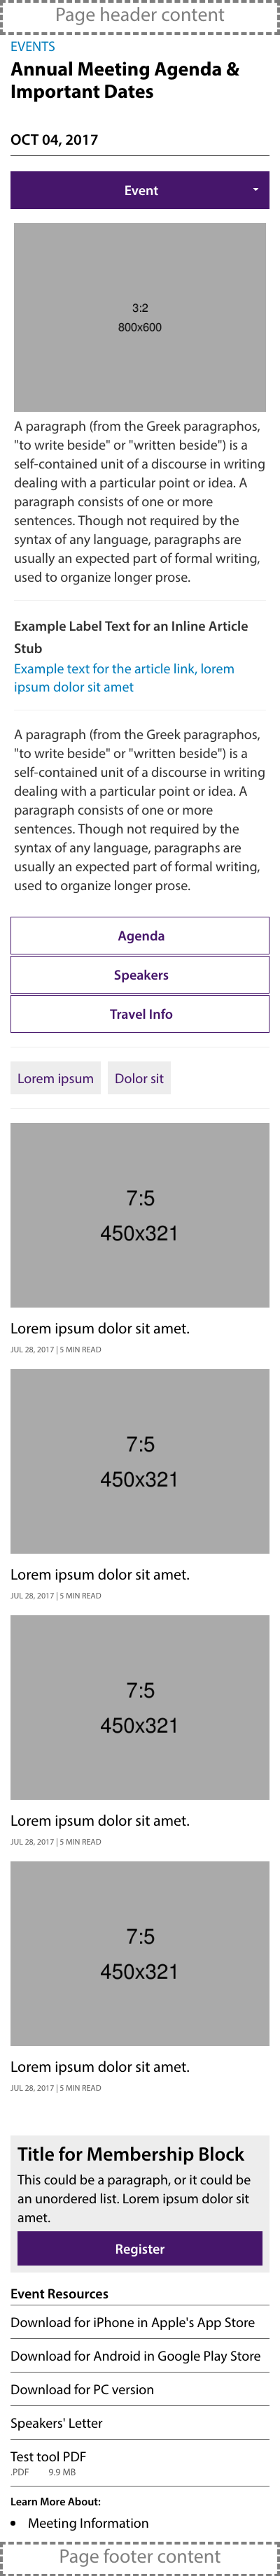 Page header content
EVENTS
Annual Meeting Agenda &
Important Dates
OCT 04, 2017
Event
3:2
800x600
A paragraph (from the Greek paragraphos,
"to write beside" or "written beside") is a
self-contained unit of a discourse in writing
dealing with a particular point or idea. A
paragraph consists of one or more
sentences. Though not required by the
syntax of any language, paragraphs are
usually an expected part of formal writing,
used to organize longer prose.
Example Label Text for an Inline Article
Stub
Example text for the article link, lorem
ipsum dolor sit amet
A paragraph (from the Greek paragraphos,
"to write beside" or "written beside") is a
self-contained unit of a discourse in writing
dealing with a particular point or idea. A
paragraph consists of one or more
sentences. Though not required by the
syntax of any language, paragraphs are
usually an expected part of formal writing,
used to organize longer prose.
Agenda
Speakers
Travel Info
Lorem ipsum Dolor sit
7:5
450x321
Lorem ipsum dolor sit amet.
JUL 28, 2017 | 5 MIN READ
7:5
450x321
Lorem ipsum dolor sit amet.
JUL 28, 2017 | 5 MIN READ
7:5
450x321
Lorem ipsum dolor sit amet.
JUL 28, 2017 | 5 MIN READ
7:5
450x321
Lorem ipsum dolor sit amet.
JUL 28, 2017 | 5 MIN READ
Title for Membership Block
This could be a paragraph, or it could be
an unordered list. Lorem ipsum dolor sit
amet.
Register
Event Resources
Download for iPhone in Apple's App Store
Download for Android in Google Play Store
Download for PC version
Speakers' Letter
Test tool PDF
.PDF 9.9 MB
Learn More About:
• Meeting Information
Page footer content